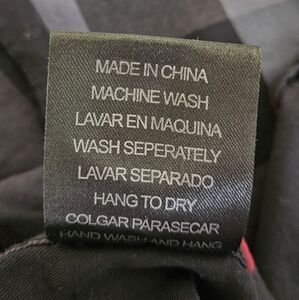 MADE IN CHINA
MACHINE WASH
LAVAR EN MAQUINA
WASH SEPERATELY
LAVAR SEPARADO
HANG TO DRY
COLGAR PARASECAR
HAND WASH AND HANG